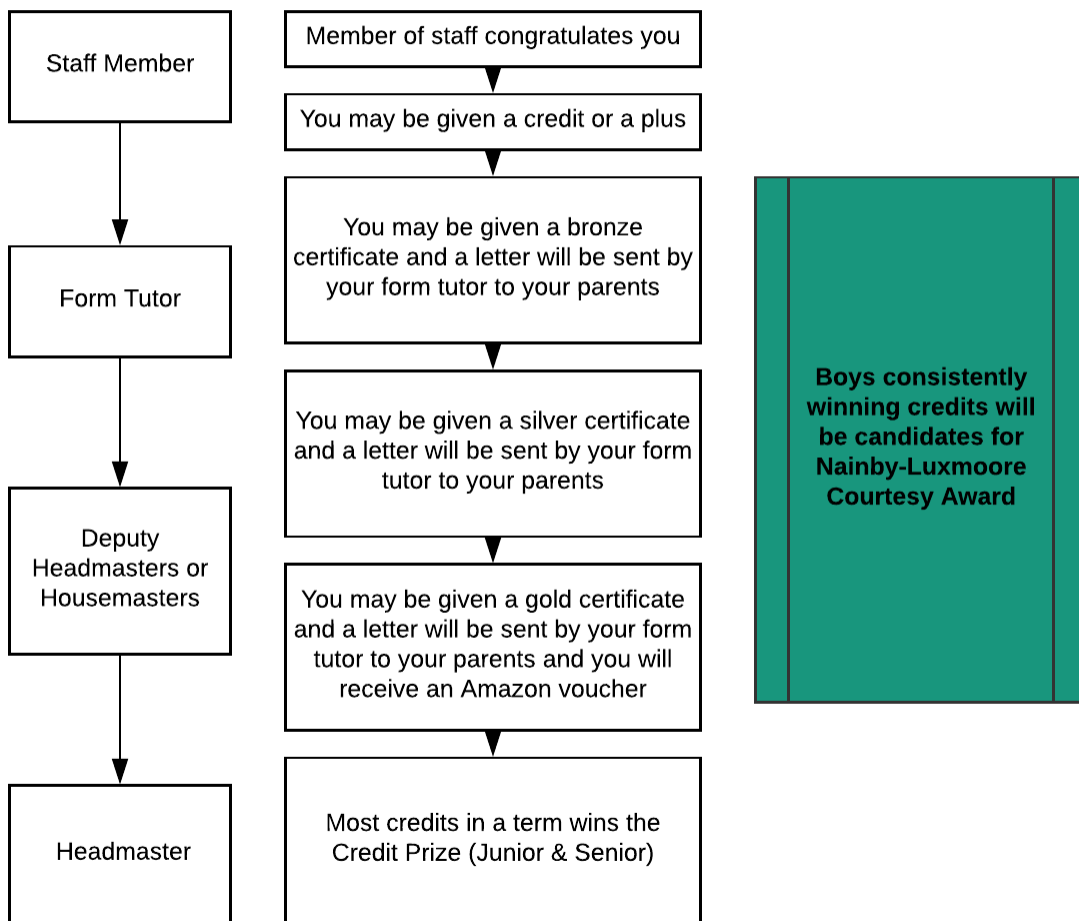 Staff Member
Form Tutor
Deputy
Headmasters or
Housemasters
Headmaster
Member of staff congratulates you
You may be given a credit or a plus
You may be given a bronze
certificate and a letter will be sent by
your form tutor to your parents
You may be given a silver certificate
and a letter will be sent by your form
tutor to your parents
You may be given a gold certificate
and a letter will be sent by your form
tutor to your parents and you will
receive an Amazon voucher
Most credits in a term wins the
Credit Prize (Junior & Senior)
Boys consistently
winning credits will
be candidates for
Nainby-Luxmoore
Courtesy Award